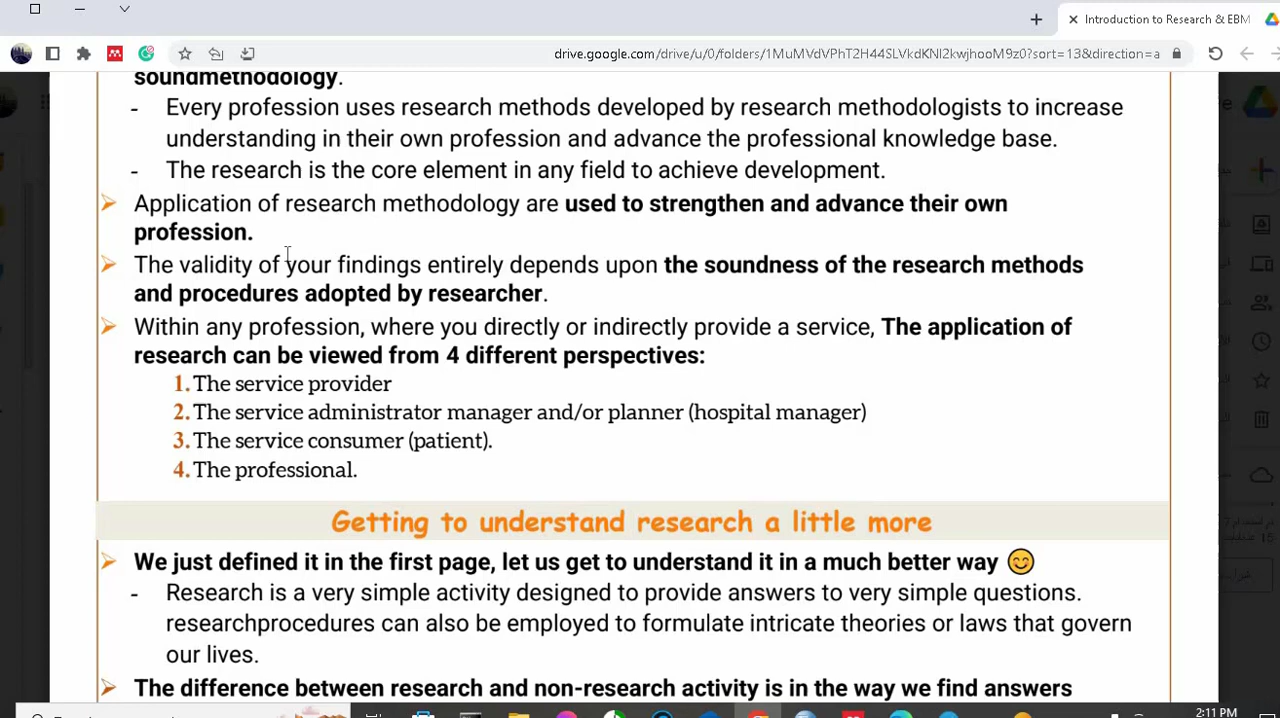 Introduction to Research & EBM
drive.google.com/drive/u/0/folders/1MuMVdVPhT2H44SLVkdKNI2kwjhooM9z0?sort=13&direction=a
soundmethodology.
- Every profession uses research methods developed by research methodologists to increase
understanding in their own profession and advance the professional knowledge base.
- The research is the core element in any field to achieve development.
Application of research methodology are used to strengthen and advance their own
profession.
The validity of your findings entirely depends upon the soundness of the research methods
and procedures adopted by researcher.
Within any profession, where you directly or indirectly provide a service, The application of
research can be viewed from 4 different perspectives:
1. The service provider
2. The service administrator manager and/or planner (hospital manager)
3. The service consumer (patient).
4. The professional.
Getting to understand research a little more
We just defined it in the first page, let us get to understand it in a much better way 😊
- Research is a very simple activity designed to provide answers to very simple questions.
researchprocedures can also be employed to formulate intricate theories or laws that govern
our lives.
The difference between research and non-research activity is in the way we find answers
2:11 PM